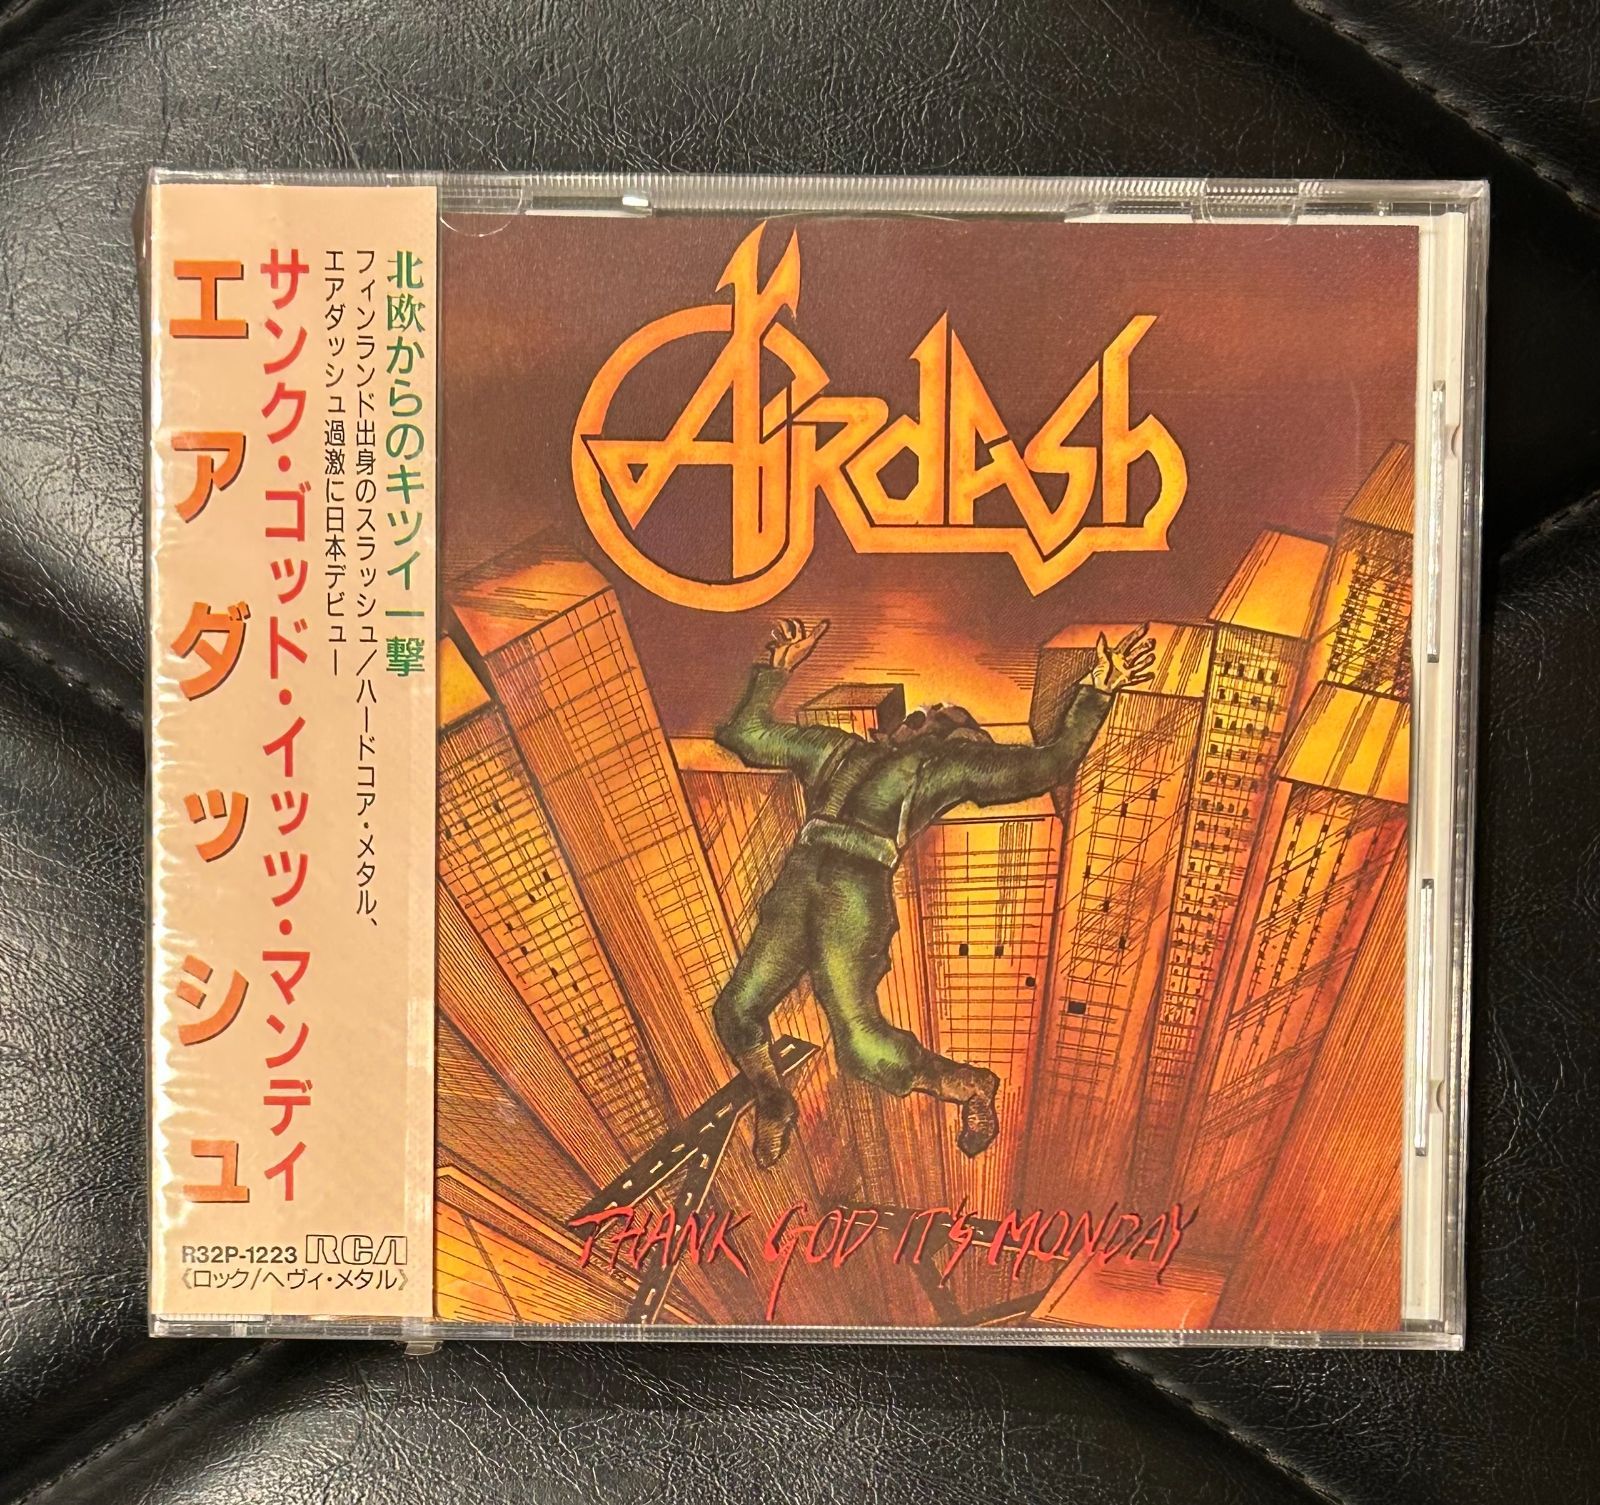 北欧からのキツイ一撃
フィンランド出身のスラッシュ/ハードコア・メタル、
エアダッシュ過激に日本デビュー
サンク・ゴッド・イッツ・マンデイ
エアダッシュ
R32P-1223 RCA
《ロック/ヘヴィ・メタル》
Airdash
THANK GOD IT'S MONDAY